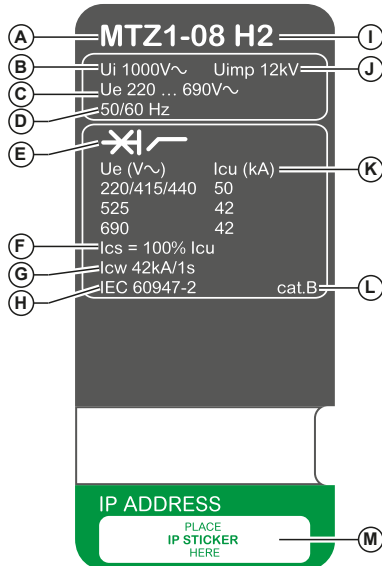 A MTZ1-08 H2 I
B Ui 1000V∿ Uimp 12kV J
C Ue 220 ... 690V∿
D 50/60 Hz
E
Ue (V∿) Icu (kA) K
220/415/440 50
525 42
690 42
F Ics = 100% Icu
G Icw 42kA/1s
H IEC 60947-2 cat.B L
IP ADDRESS
PLACE
IP STICKER M
HERE